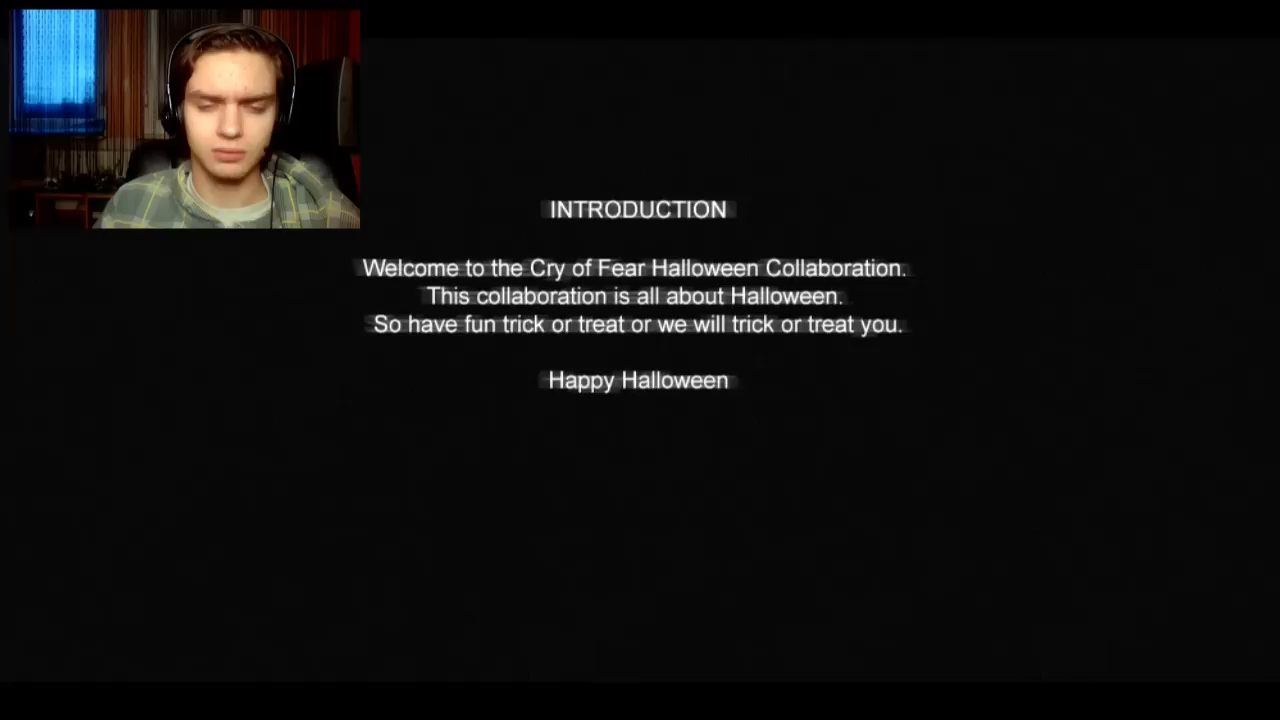 INTRODUCTION
Welcome to the Cry of Fear Halloween Collaboration.
This collaboration is all about Halloween.
So have fun trick or treat or we will trick or treat you.
Happy Halloween